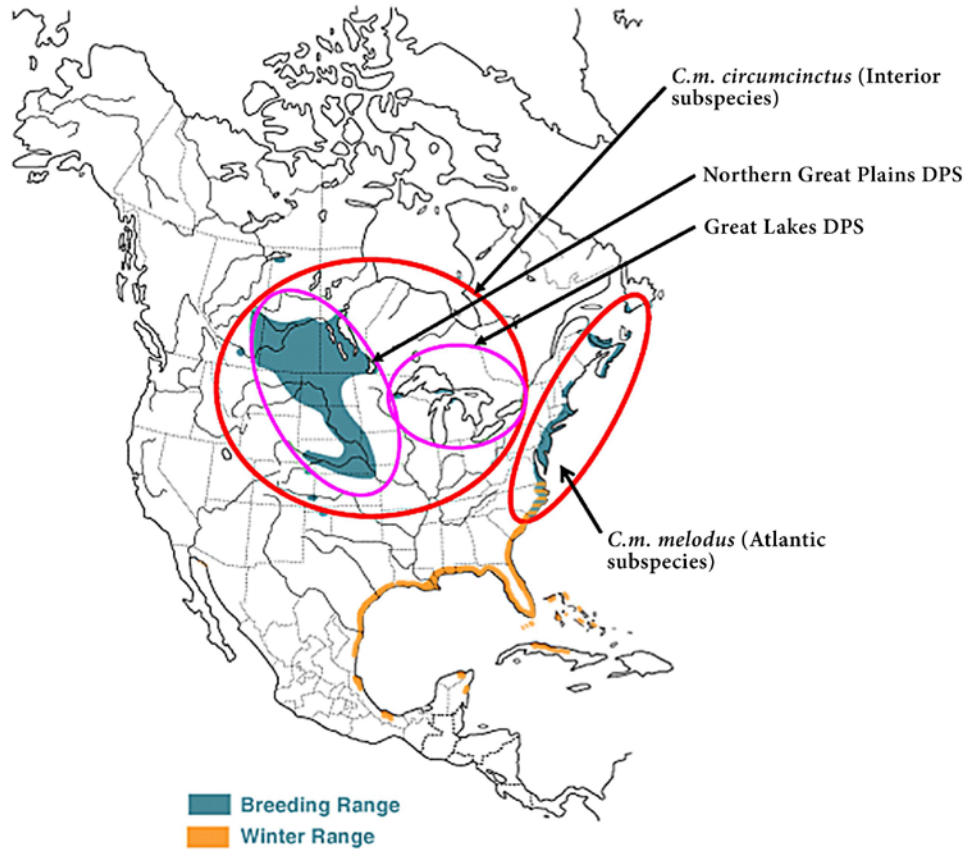 C.m. circumcinctus (Interior
subspecies)
Northern Great Plains DPS
Great Lakes DPS
C.m. melodus (Atlantic
subspecies)
Breeding Range
Winter Range